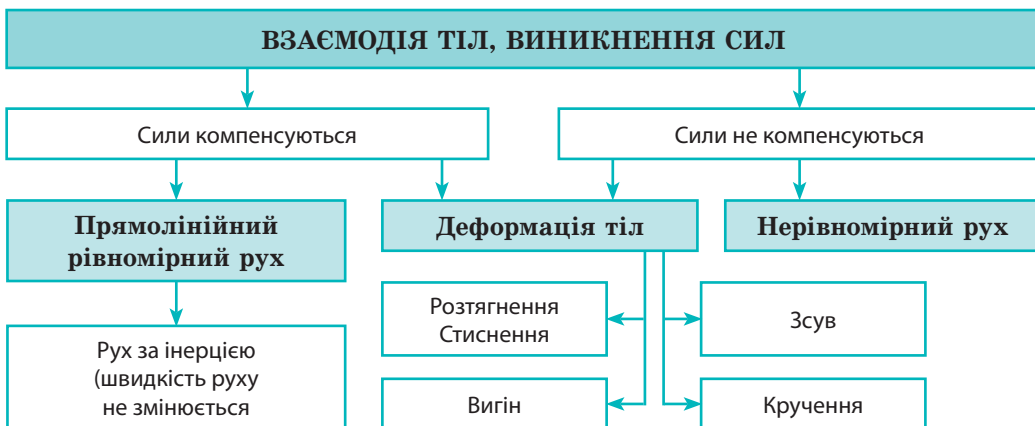 ВЗАЄМОДІЯ ТІЛ, ВИНИКНЕННЯ СИЛ
Сили компенсуються
Сили не компенсуються
Прямолінійний
рівномірний рух
Деформація тіл
Нерівномірний рух
Розтягнення
Стиснення
Зсув
Рух за інерцією
(швидкість руху
не змінюється
Вигін
Кручення